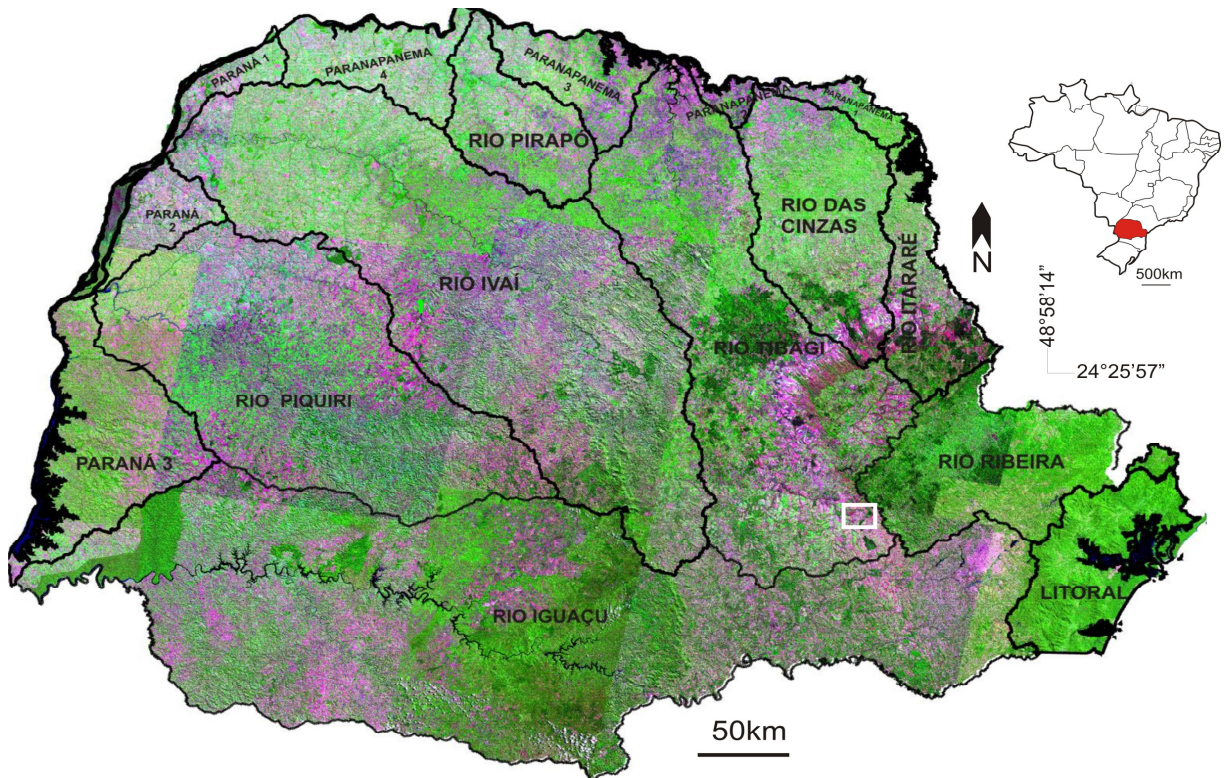 PARANÁ 1
PARANAPANEMA
4
PARANAPANEMA
3
PARANAPANEMA
2
PARANAPANEMA
1
RIO PIRAPÓ
RIO DAS
CINZAS
PARANÁ
2
RIO IVAÍ
RIO ITARARÉ
N
500km
48°58’14”
24°25’57”
RIO TIBAGI
RIO PIQUIRI
PARANÁ 3
RIO RIBEIRA
LITORAL
RIO IGUAÇU
50km